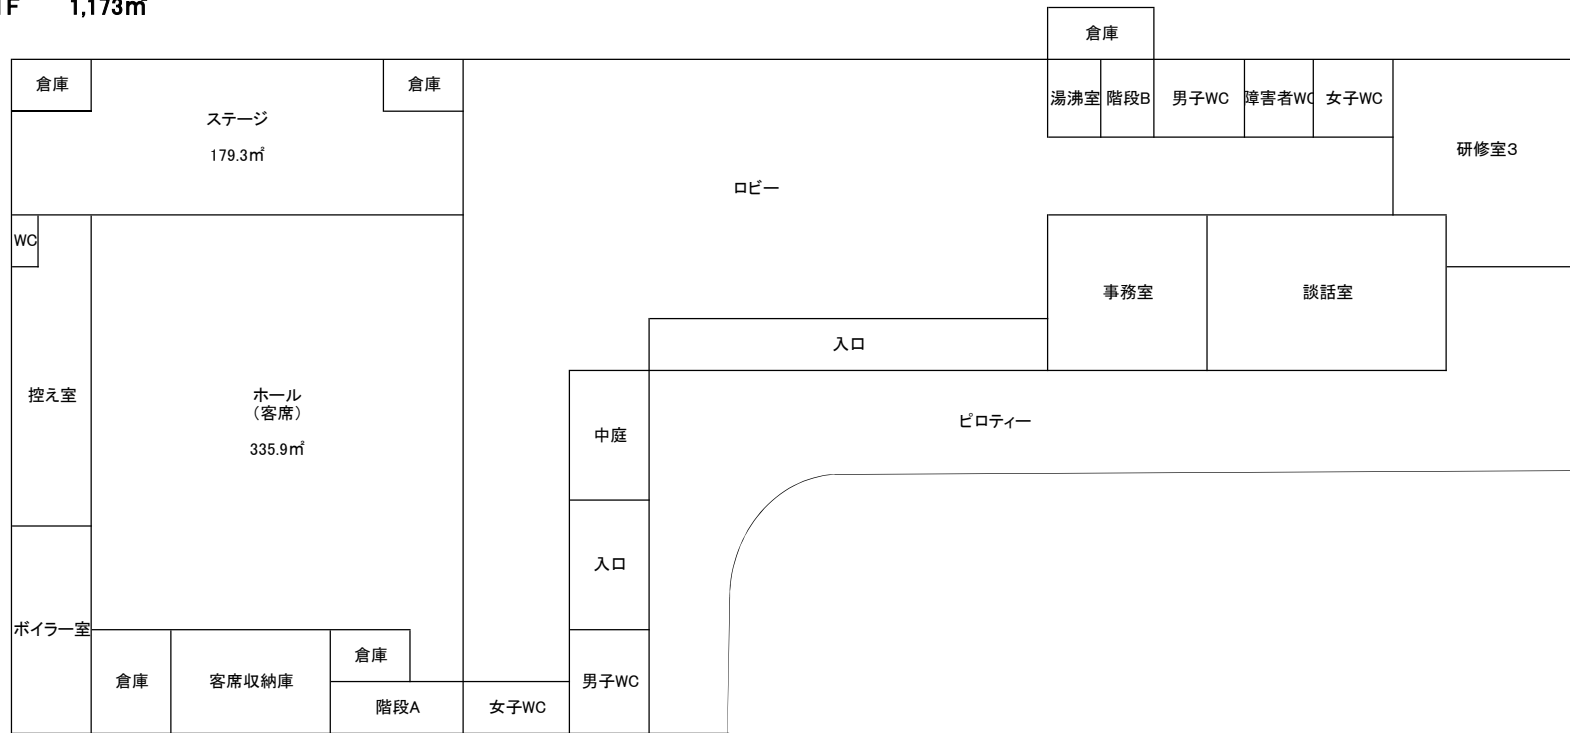 1F 1,173㎡
倉庫
倉庫
倉庫
湯沸室
階段B
男子WC
障害者WC
女子WC
ステージ
179.3㎡
研修室3
ロビー
WC
事務室
談話室
入口
控え室
ホール
（客席）
335.9㎡
中庭
ピロティー
入口
ボイラー室
倉庫
客席収納庫
倉庫
階段A
女子WC
男子WC